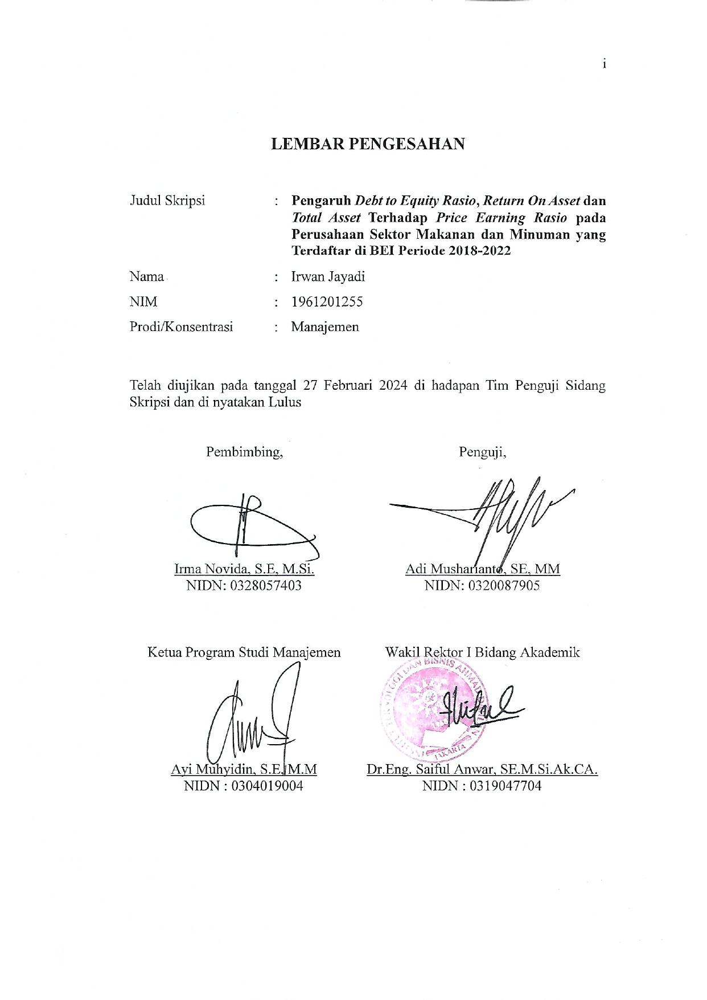 i
LEMBAR PENGESAHAN
Judul Skripsi : Pengaruh Debt to Equity Rasio, Return On Asset dan
Total Asset Terhadap Price Earning Rasio pada
Perusahaan Sektor Makanan dan Minuman yang
Terdaftar di BEI Periode 2018-2022
Nama : Irwan Jayadi
NIM : 1961201255
Prodi/Konsentrasi : Manajemen
Telah diujikan pada tanggal 27 Februari 2024 di hadapan Tim Penguji Sidang
Skripsi dan di nyatakan Lulus
Pembimbing, Penguji,
Irma Novida, S.E, M.Si. Adi Musharianto, SE, MM
NIDN: 0328057403 NIDN: 0320087905
Ketua Program Studi Manajemen Wakil Rektor I Bidang Akademik
DAN BISNIS AHMAD
JAKARTA
Ayi Muhyidin, S.E, M.M Dr.Eng. Saiful Anwar, SE.M.Si.Ak.CA.
NIDN : 0304019004 NIDN : 0319047704